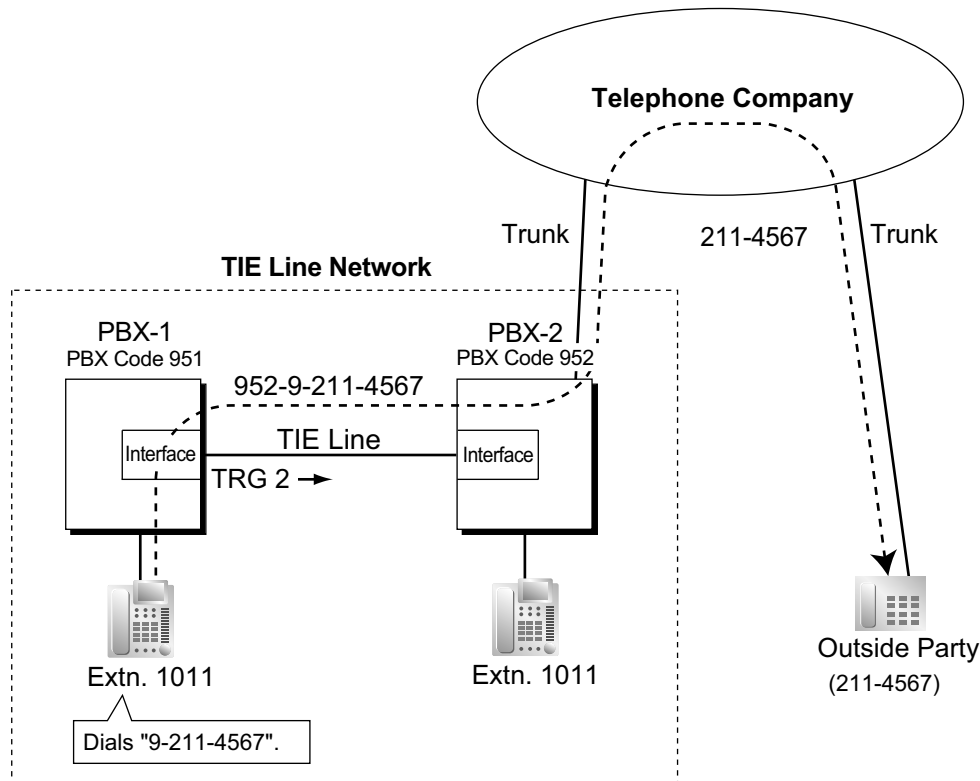 Telephone Company
Trunk
211-4567
Trunk
TIE Line Network
PBX-1
PBX Code 951
PBX-2
PBX Code 952
952-9-211-4567
Interface
TIE Line
Interface
TRG 2 →
Extn. 1011
Extn. 1011
Outside Party
(211-4567)
Dials "9-211-4567".